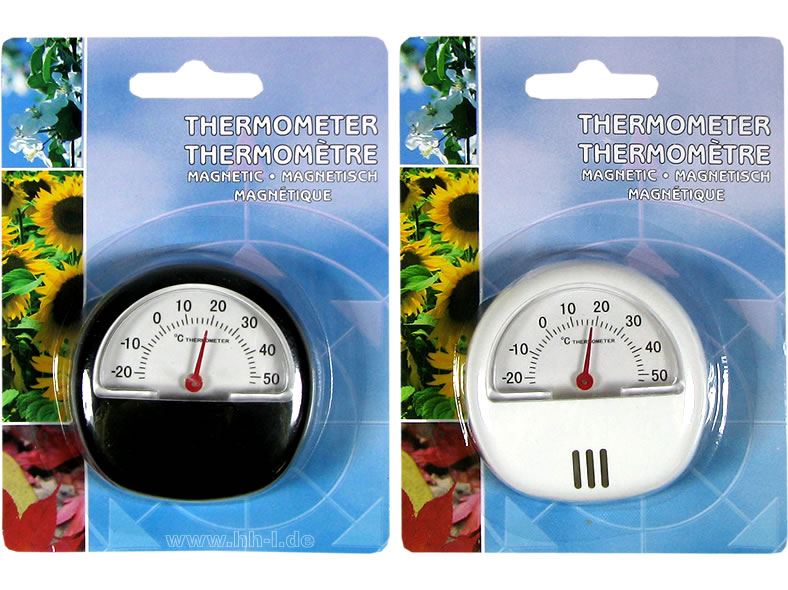 THERMOMETER
THERMOMÈTRE
MAGNETIC • MAGNETISCH
MAGNÉTIQUE
-20 -10 0 10 20 30 40 50
°C THERMOMETER
www.hh-l.de
THERMOMETER
THERMOMÈTRE
MAGNETIC • MAGNETISCH
MAGNÉTIQUE
-20 -10 0 10 20 30 40 50
°C THERMOMETER